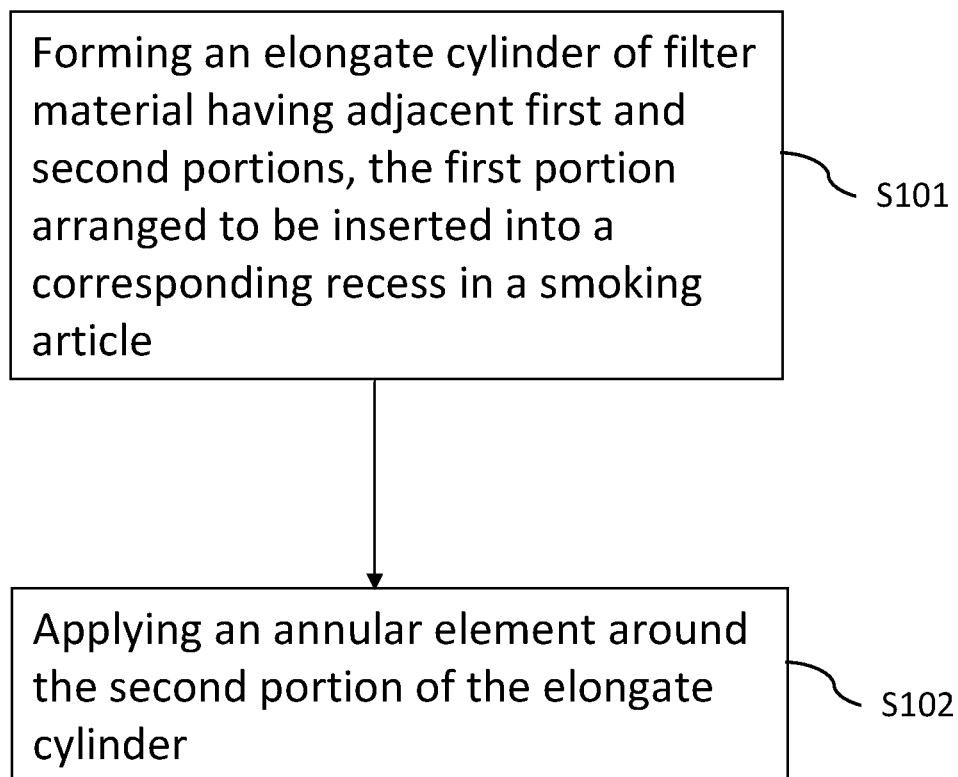 Forming an elongate cylinder of filter
material having adjacent first and
second portions, the first portion
arranged to be inserted into a
corresponding recess in a smoking
article
S101
Applying an annular element around
the second portion of the elongate
cylinder
S102